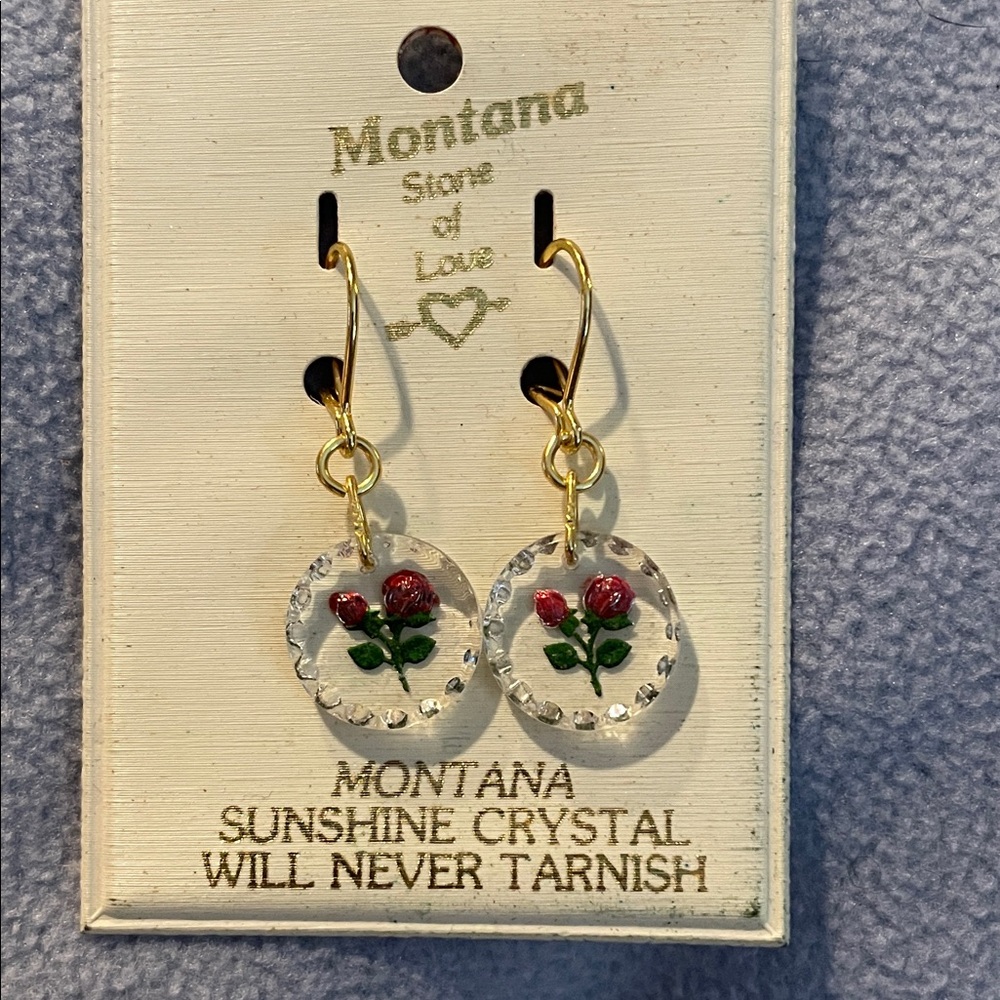 Montana
Stone
of
Love
MONTANA
SUNSHINE CRYSTAL
WILL NEVER TARNISH